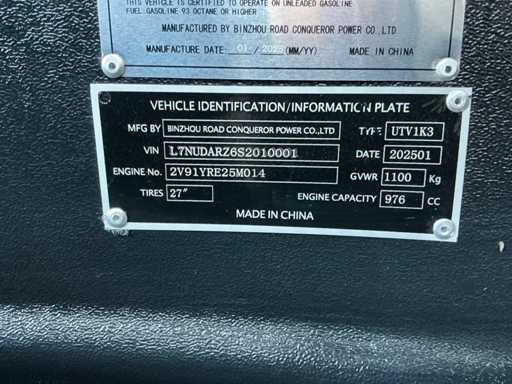 THIS VEHICLE IS CERTIFIED TO OPERATE ON UNLEADED GASOLINE
FUEL GASOLINE 93 OCTANE OR HIGHER
MANUFACTURED BY BINZHOU ROAD CONQUEROR POWER CO.,LTD
MANUFACTURE DATE: 01 / 2025 (MM/YY) MADE IN CHINA
VEHICLE IDENTIFICATION/INFORMATION PLATE
MFG BY BINZHOU ROAD CONQUEROR POWER CO.,LTD TYPE UTV1K3
VIN L7NUDARZ6S2010001 DATE 202501
ENGINE No. 2V91YRE25M014 GVWR 1100 Kg
TIRES 27″ ENGINE CAPACITY 976 CC
MADE IN CHINA